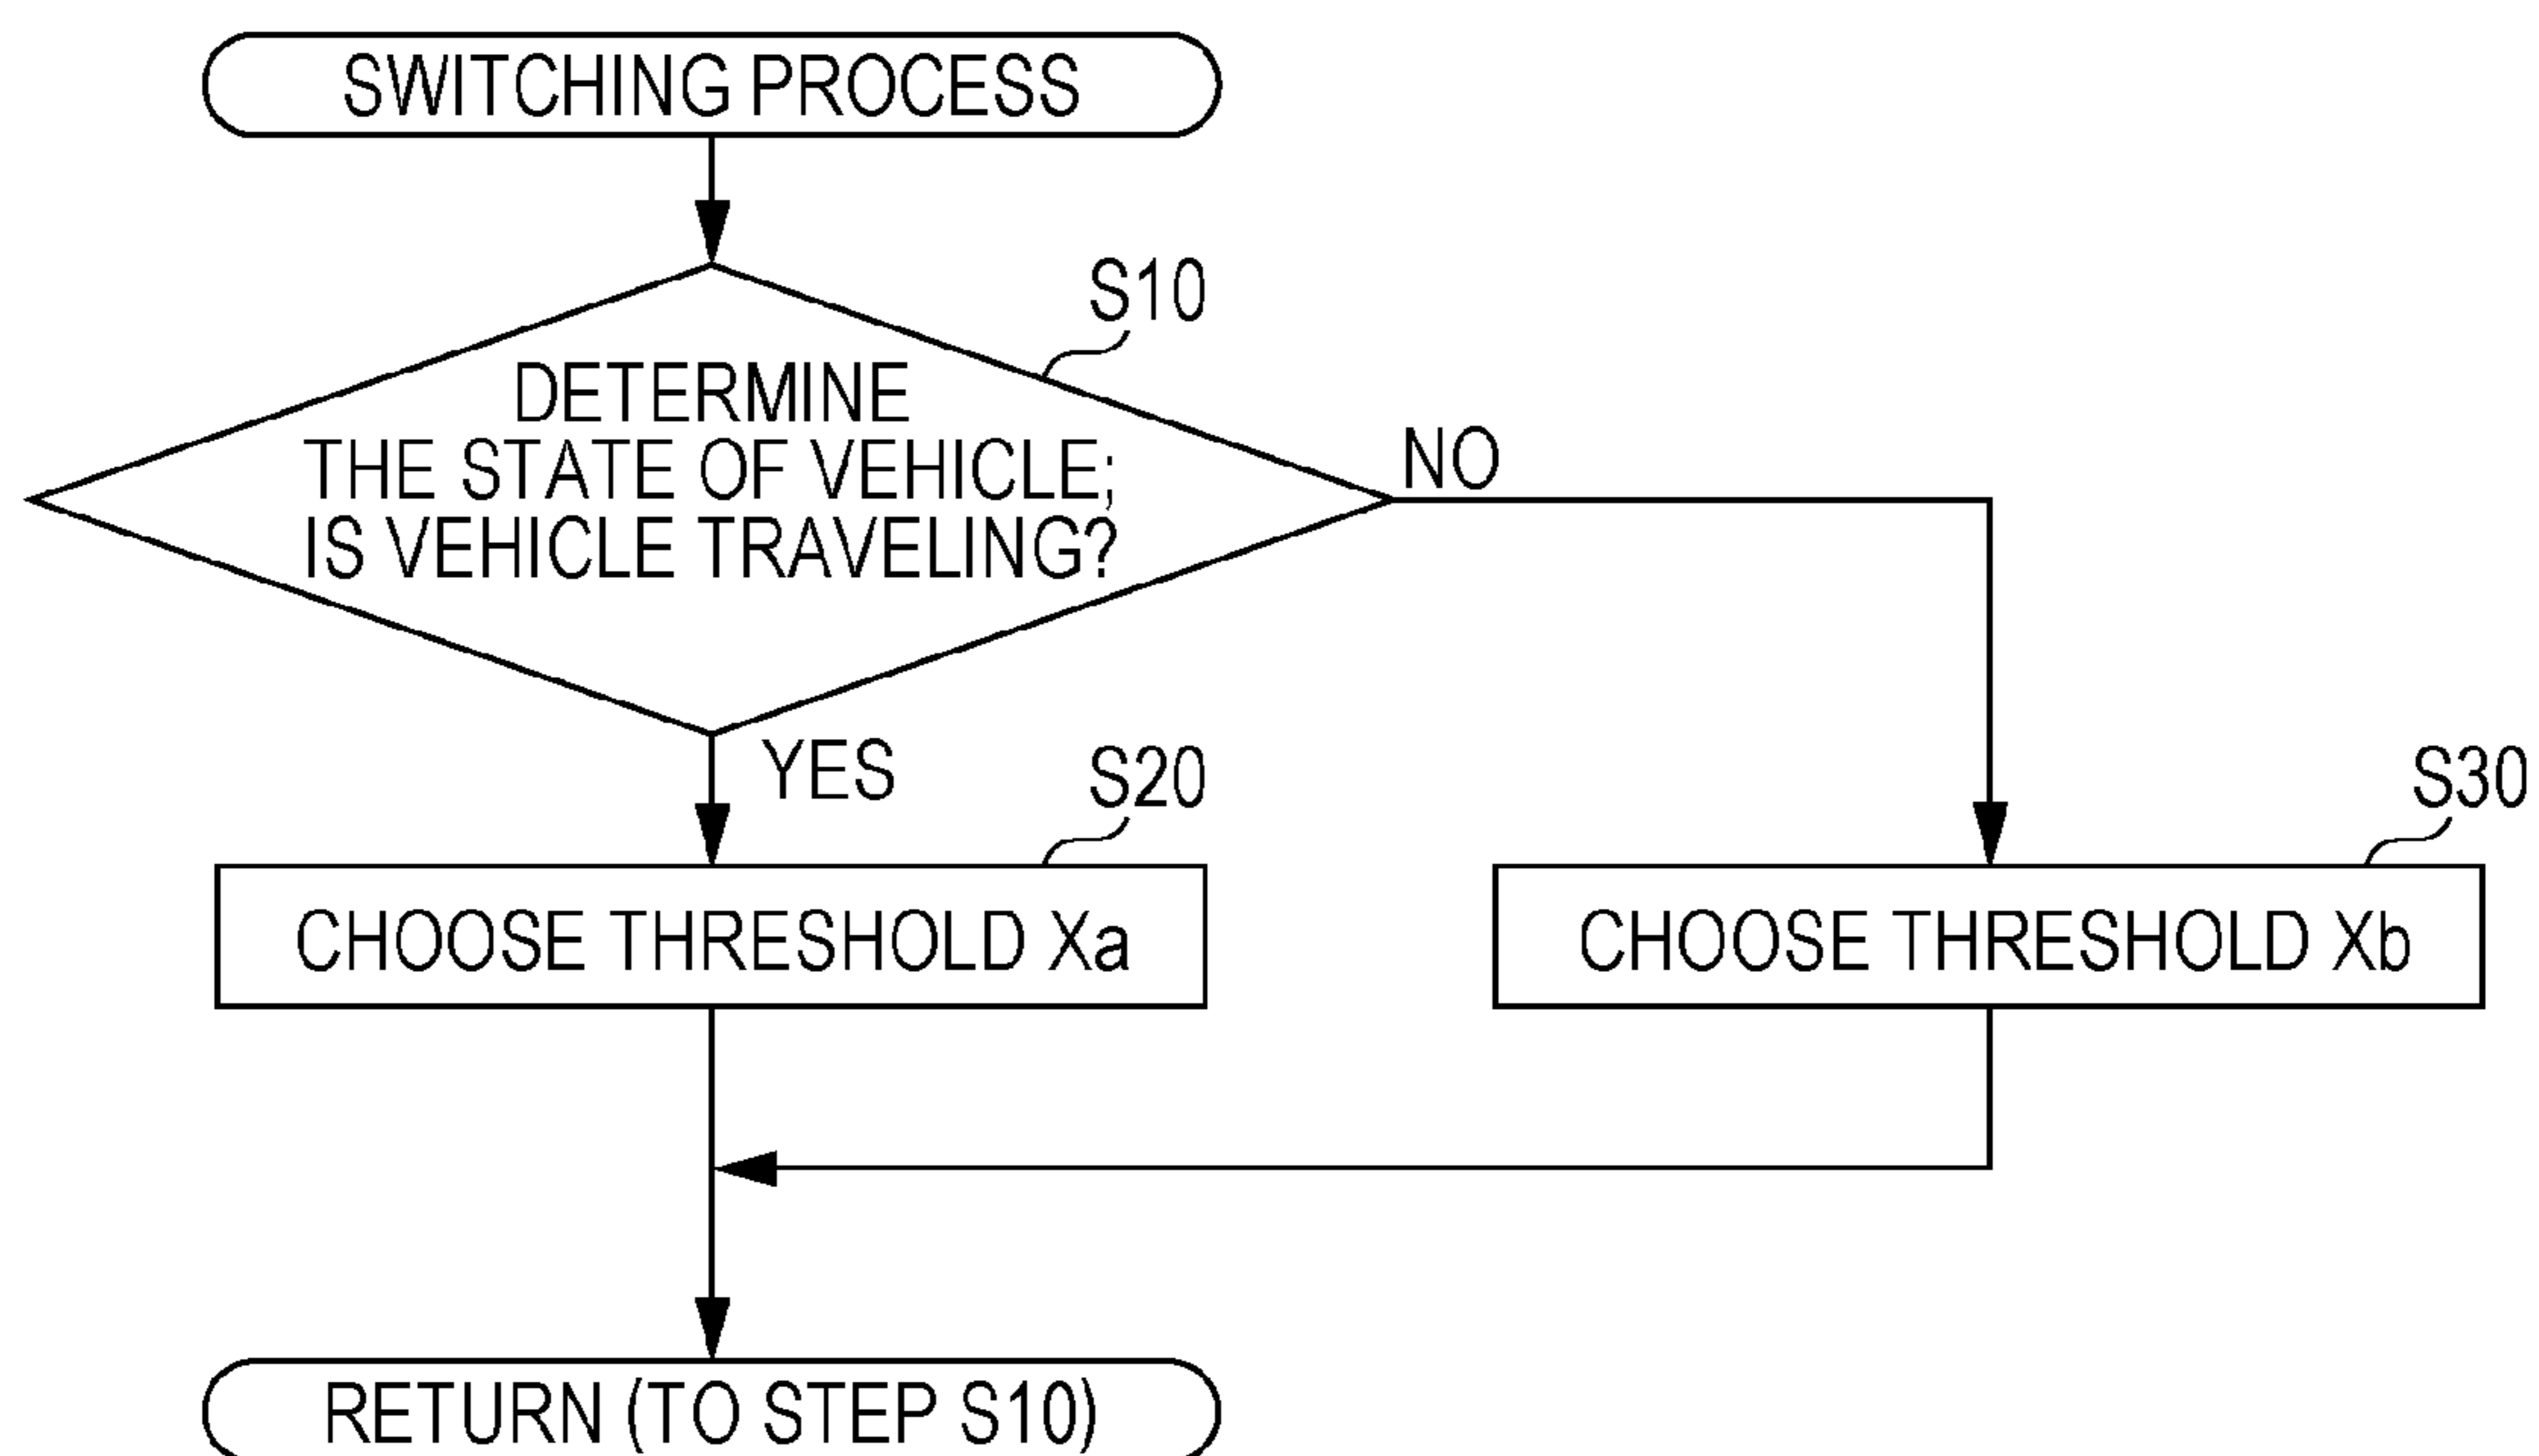 SWITCHING PROCESS
S10
DETERMINE
THE STATE OF VEHICLE;
IS VEHICLE TRAVELING?
NO
YES
S20
S30
CHOOSE THRESHOLD Xa
CHOOSE THRESHOLD Xb
RETURN (TO STEP S10)